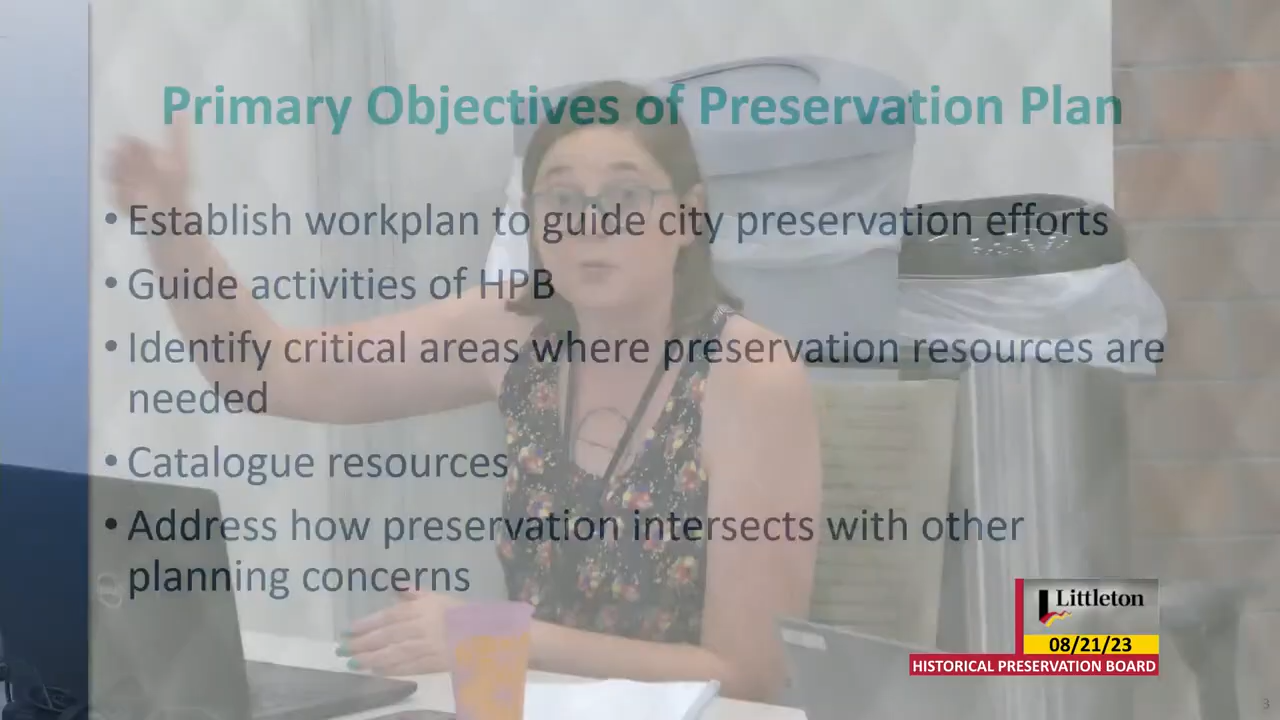 Primary Objectives of Preservation Plan
• Establish workplan to guide city preservation efforts
• Guide activities of HPB
• Identify critical areas where preservation resources are
needed
• Catalogue resources
• Address how preservation intersects with other
planning concerns
Littleton
08/21/23
HISTORICAL PRESERVATION BOARD
3